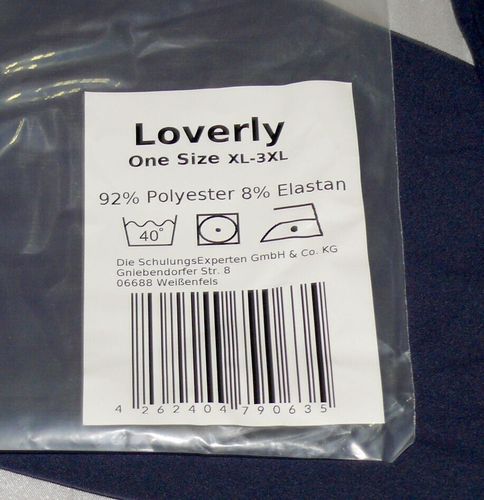 Loverly
One Size XL-3XL
92% Polyester 8% Elastan
40°
Die SchulungsExperten GmbH & Co. KG
Gniebendorfer Str. 8
06688 Weißenfels
4 262404 790635